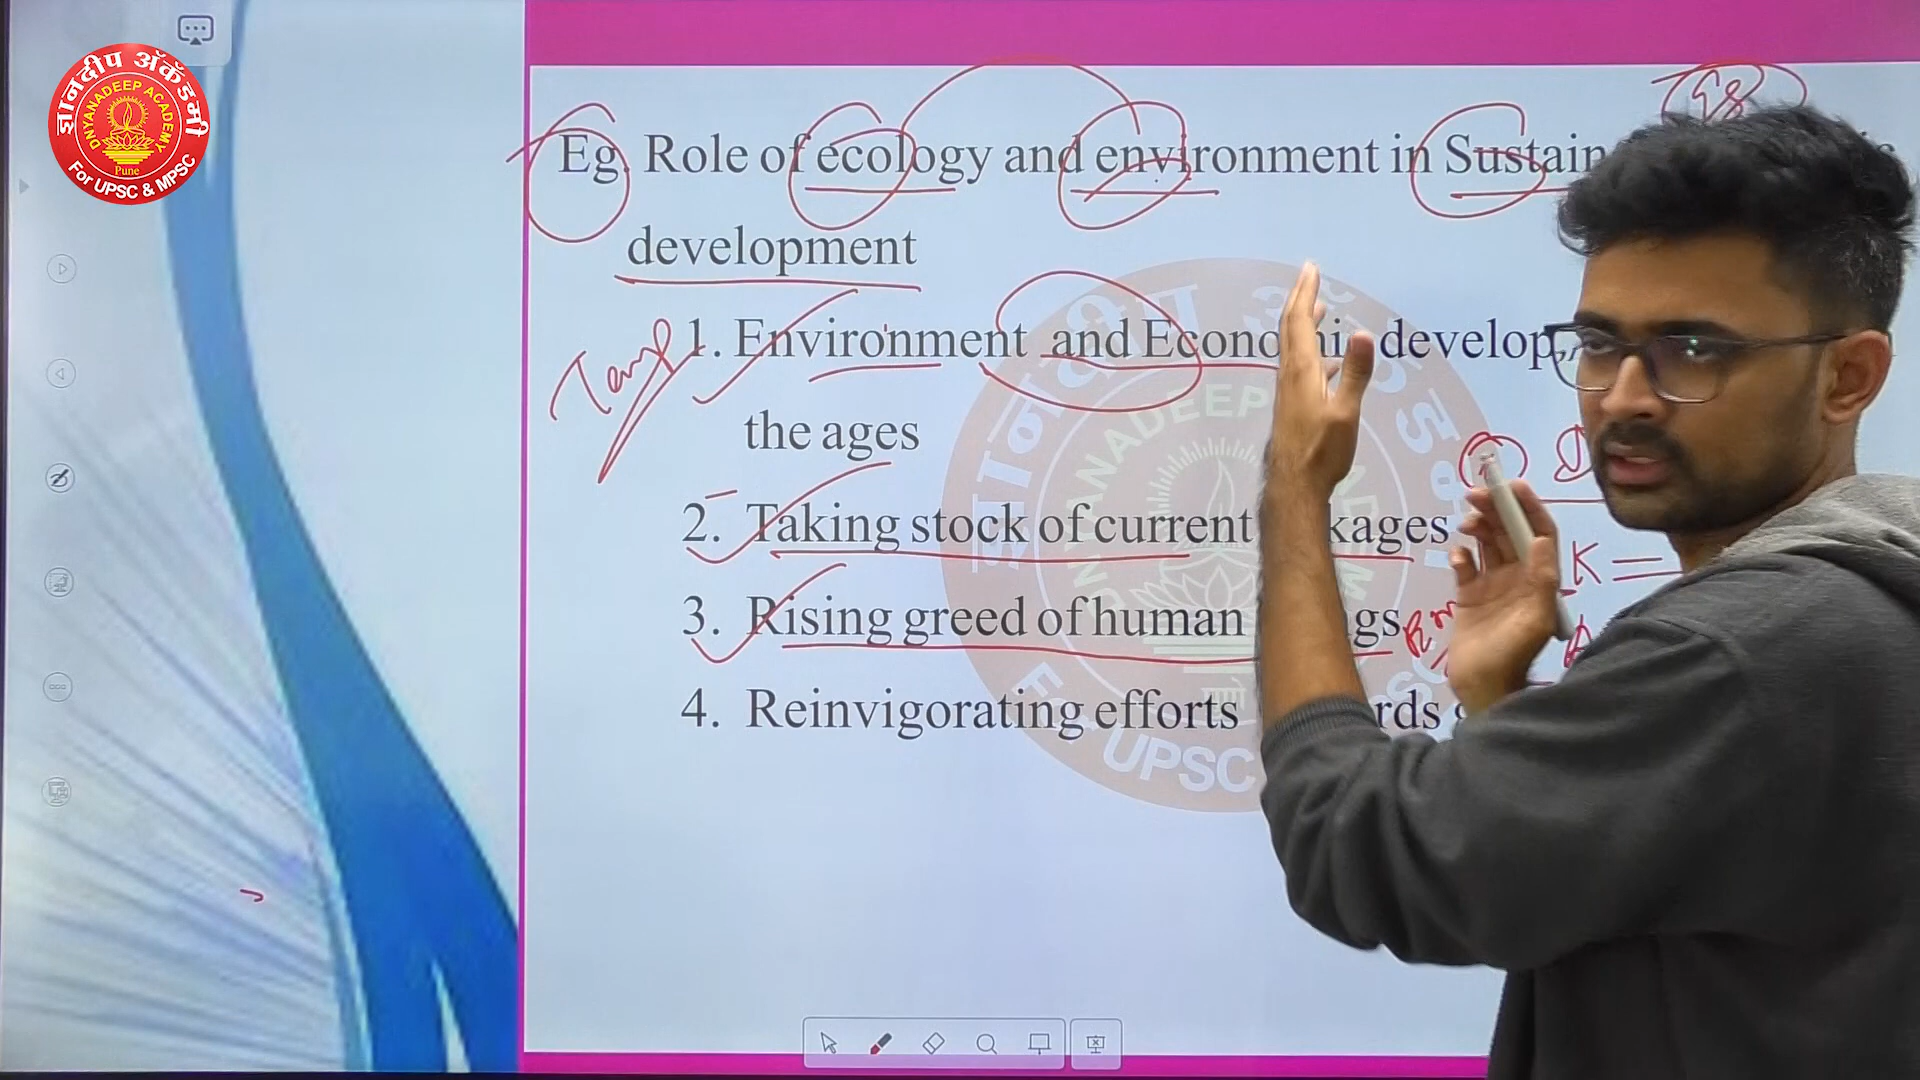 ज्ञानदीप अॅकॅडमी
DNYANADEEP ACADEMY
Pune
For UPSC & MPSC
Eg. Role of ecology and environment in Sustain
development
1. Environment and Econo develop
the ages
2. Taking stock of current kages
3. Rising greed of human gs
4. Reinvigorating efforts rds
DNYANADEEP
UPSC
K =